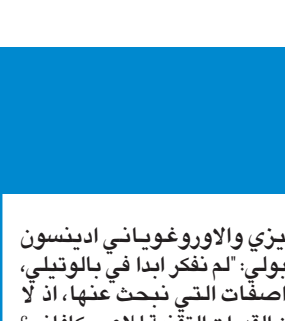 يزي والاوروغوياني ادينسون
بولي: "لم نفكر ابدا في بالوتيلي،
اصفات التي نبحث عنها، اذ لا